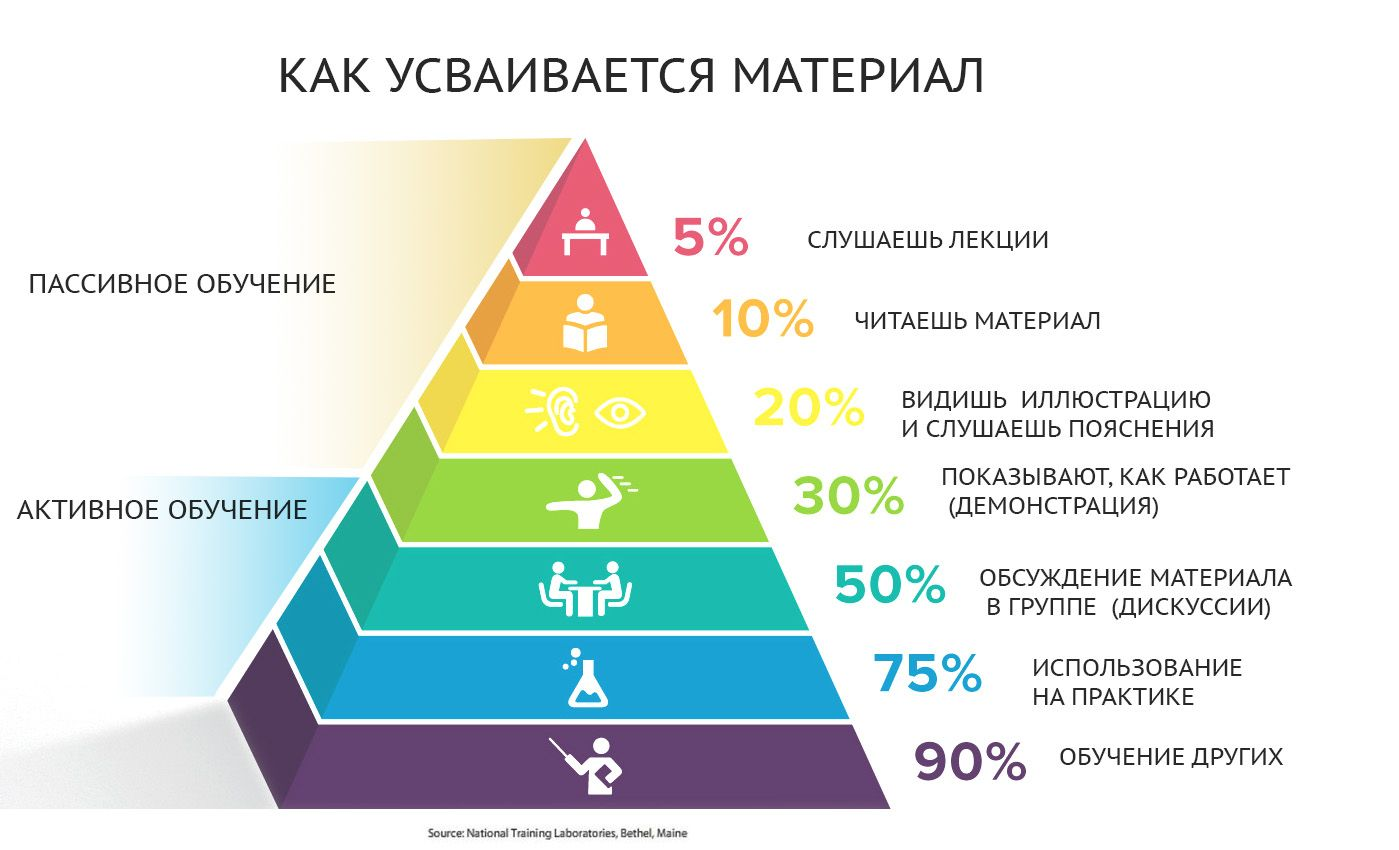 КАК УСВАИВАЕТСЯ МАТЕРИАЛ
ПАССИВНОЕ ОБУЧЕНИЕ
АКТИВНОЕ ОБУЧЕНИЕ
5% СЛУШАЕШЬ ЛЕКЦИИ
10% ЧИТАЕШЬ МАТЕРИАЛ
20% ВИДИШЬ ИЛЛЮСТРАЦИЮ
И СЛУШАЕШЬ ПОЯСНЕНИЯ
30% ПОКАЗЫВАЮТ, КАК РАБОТАЕТ
(ДЕМОНСТРАЦИЯ)
50% ОБСУЖДЕНИЕ МАТЕРИАЛА
В ГРУППЕ (ДИСКУССИИ)
75% ИСПОЛЬЗОВАНИЕ
НА ПРАКТИКЕ
90% ОБУЧЕНИЕ ДРУГИХ
Source: National Training Laboratories, Bethel, Maine